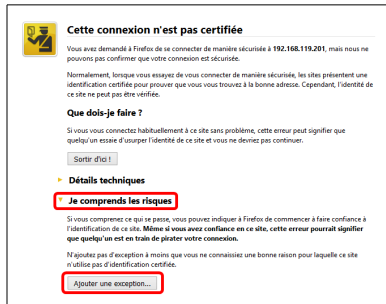 Cette connexion n'est pas certifiée
Vous avez demandé à Firefox de se connecter de manière sécurisée à 192.168.119.201, mais nous ne
pouvons pas confirmer que votre connexion est sécurisée.
Normalement, lorsque vous essayez de vous connecter de manière sécurisée, les sites présentent une
identification certifiée pour prouver que vous vous trouvez à la bonne adresse. Cependant, l'identité de
ce site ne peut pas être vérifiée.
Que dois-je faire ?
Si vous vous connectez habituellement à ce site sans problème, cette erreur peut signifier que
quelqu'un essaie d'usurper l'identité de ce site et vous ne devriez pas continuer.
Sortir d'ici !
Détails techniques
Je comprends les risques
Si vous comprenez ce qui se passe, vous pouvez indiquer à Firefox de commencer à faire confiance à
l'identification de ce site. Même si vous avez confiance en ce site, cette erreur pourrait signifier
que quelqu'un est en train de pirater votre connexion.
N'ajoutez pas d'exception à moins que vous ne connaissiez une bonne raison pour laquelle ce site
n'utilise pas d'identification certifiée.
Ajouter une exception...